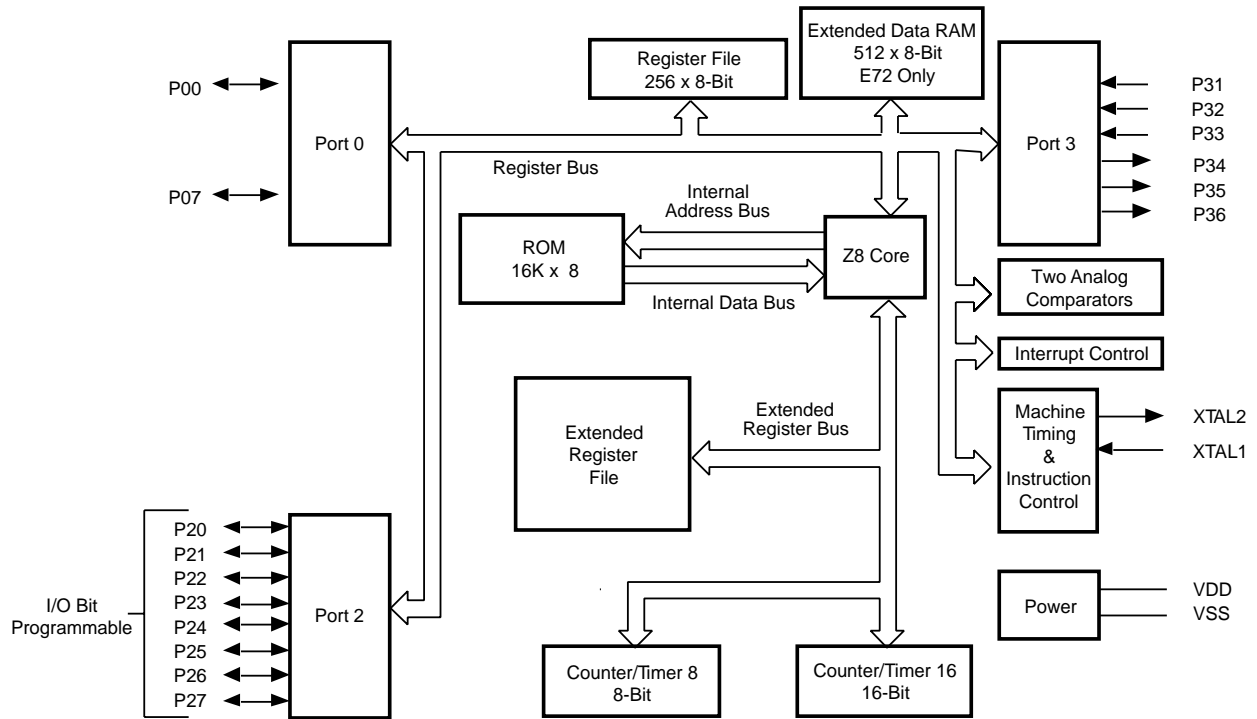 Extended Data RAM
512 x 8-Bit
E72 Only
Register File
256 x 8-Bit
P00
P07
Port 0
Register Bus
Port 3
P31
P32
P33
P34
P35
P36
Internal
Address Bus
ROM
16K x 8
Internal Data Bus
Z8 Core
Two Analog
Comparators
Interrupt Control
Extended
Register
File
Extended
Register Bus
Machine
Timing
&
Instruction
Control
XTAL2
XTAL1
I/O Bit
Programmable
P20
P21
P22
P23
P24
P25
P26
P27
Port 2
Power
VDD
VSS
Counter/Timer 8
8-Bit
Counter/Timer 16
16-Bit